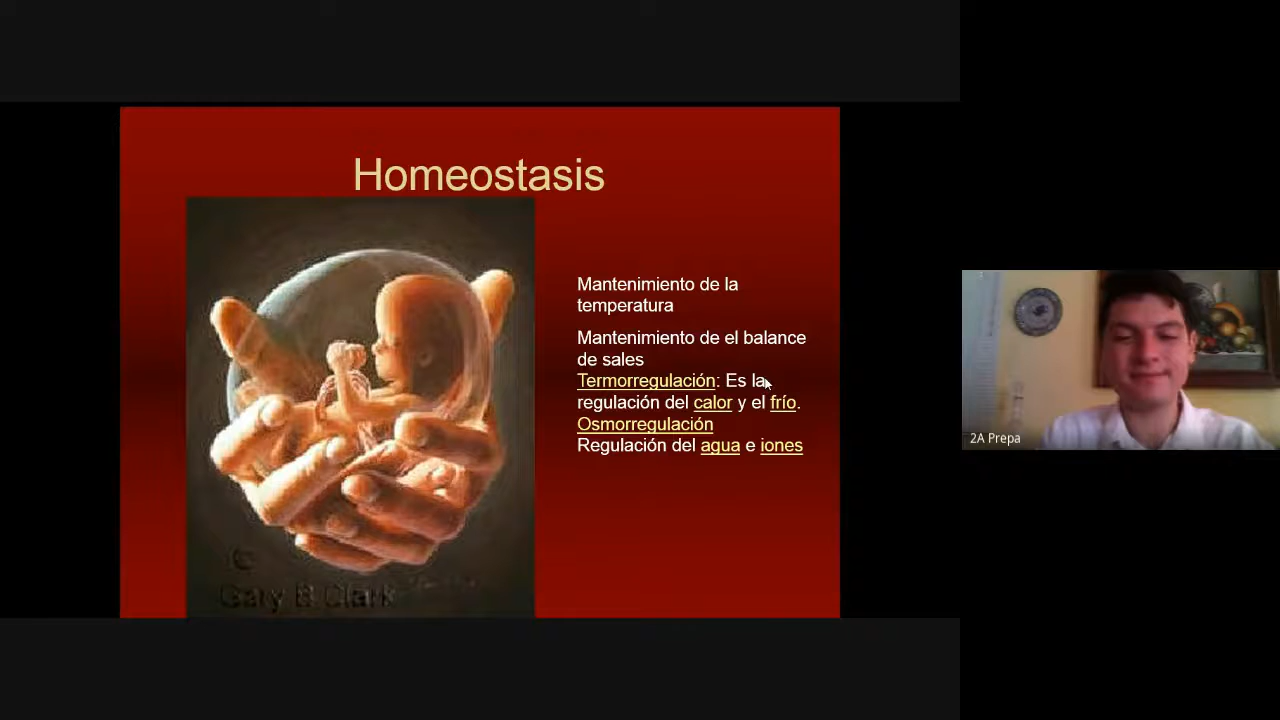 Homeostasis
Mantenimiento de la
temperatura
Mantenimiento de el balance
de sales
Termorregulación: Es la
regulación del calor y el frío.
Osmorregulación
Regulación del agua e iones
©
Gary B Clark
2A Prepa